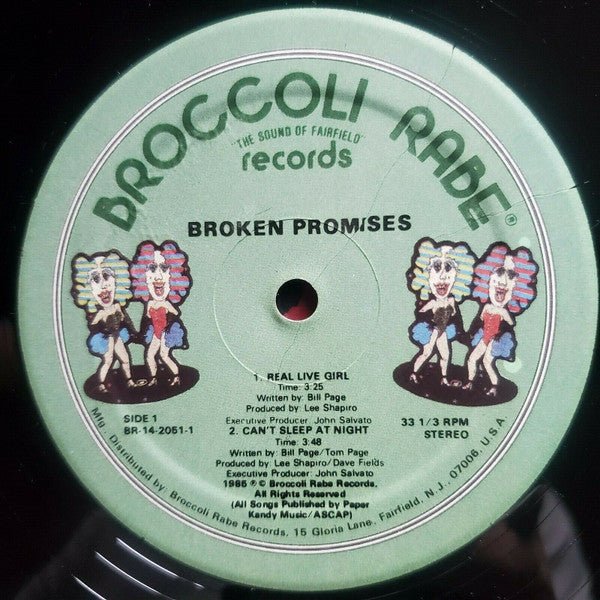 BROCCOLI RABE®
"THE SOUND OF FAIRFIELD"
records
BROKEN PROMISES
1. REAL LIVE GIRL
Time: 3:25
Written by: Bill Page
Produced by: Lee Shapiro
Executive Producer: John Salvato
SIDE 1
BR-14-2051-1
33 1/3 RPM
STEREO
2. CAN'T SLEEP AT NIGHT
Time: 3:48
Written by: Bill Page/Tom Page
Produced by: Lee Shapiro/Dave Fields
Executive Producer: John Salvato
1985 ℗ © Broccoli Rabe Records.
All Rights Reserved
(All Songs Published by Paper
Kandy Music/ASCAP)
Mfg. Distributed by: Broccoli Rabe Records, 15 Gloria Lane, Fairfield, N.J. 07006, U.S.A.